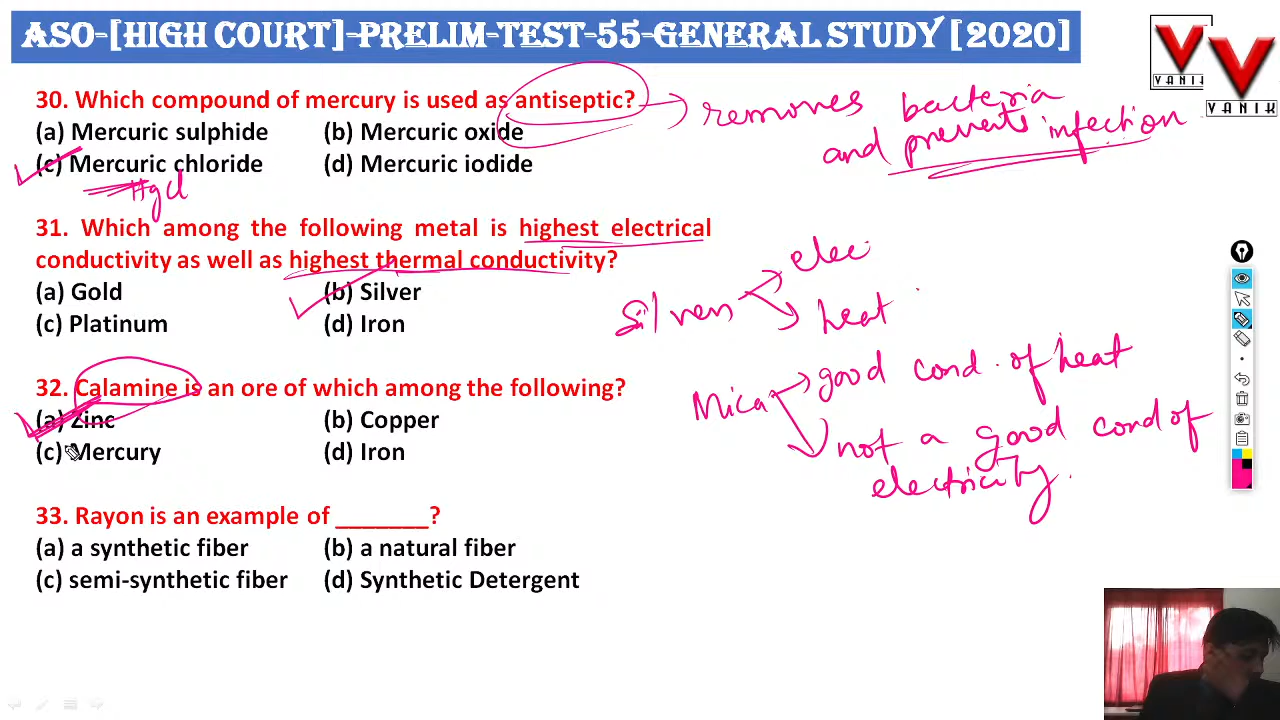 ASO-[HIGH COURT]-PRELIM-TEST-55-GENERAL STUDY [2020]
VANIK
VANIK
30. Which compound of mercury is used as antiseptic?
(a) Mercuric sulphide (b) Mercuric oxide
(c) Mercuric chloride (d) Mercuric iodide
Hgcl
removes bacteria
and prevents infection
31. Which among the following metal is highest electrical
conductivity as well as highest thermal conductivity?
(a) Gold (b) Silver
(c) Platinum (d) Iron
Silver
elec
heat
Mica
good cond. of heat
not a good cond of
electricity.
32. Calamine is an ore of which among the following?
(a) Zinc (b) Copper
(c) Mercury (d) Iron
33. Rayon is an example of _______?
(a) a synthetic fiber (b) a natural fiber
(c) semi-synthetic fiber (d) Synthetic Detergent